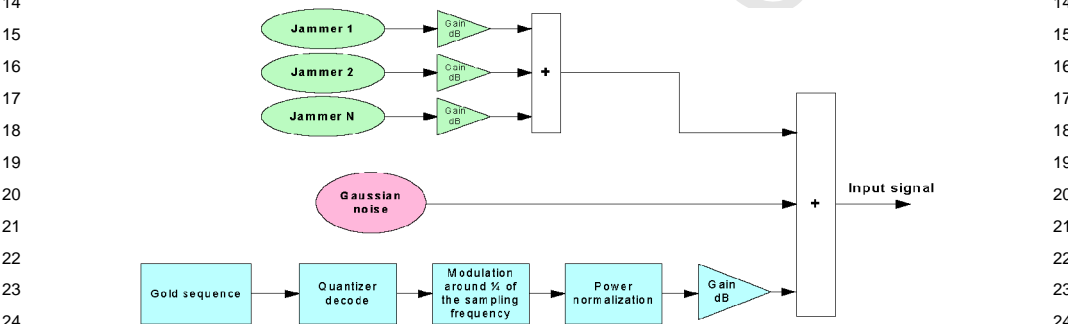 14 14
15 15
Jammer 1 Gain dB
16 16
Jammer 2 Gain dB +
17 17
Jammer N Gain dB
18 18
19 19
20 20
Gaussian noise + Input signal
21 21
22 22
23 23
Gold sequence
Quantizer
decode
Modulation
around ¼ of
the sampling
frequency
Power
normalization
Gain
dB
24 24